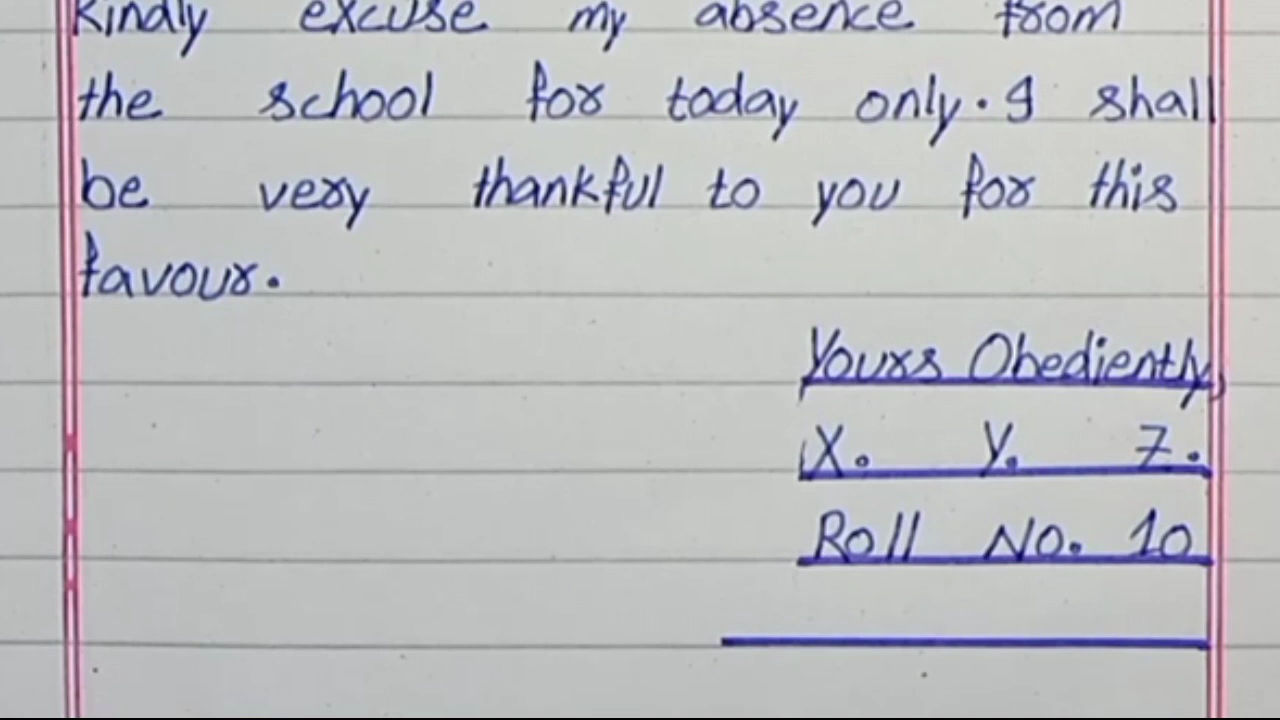 Kindly excuse my absence from
the school for today only. I shall
be very thankful to you for this
favour.
Yours Obediently,
X. Y. Z.
Roll No. 10